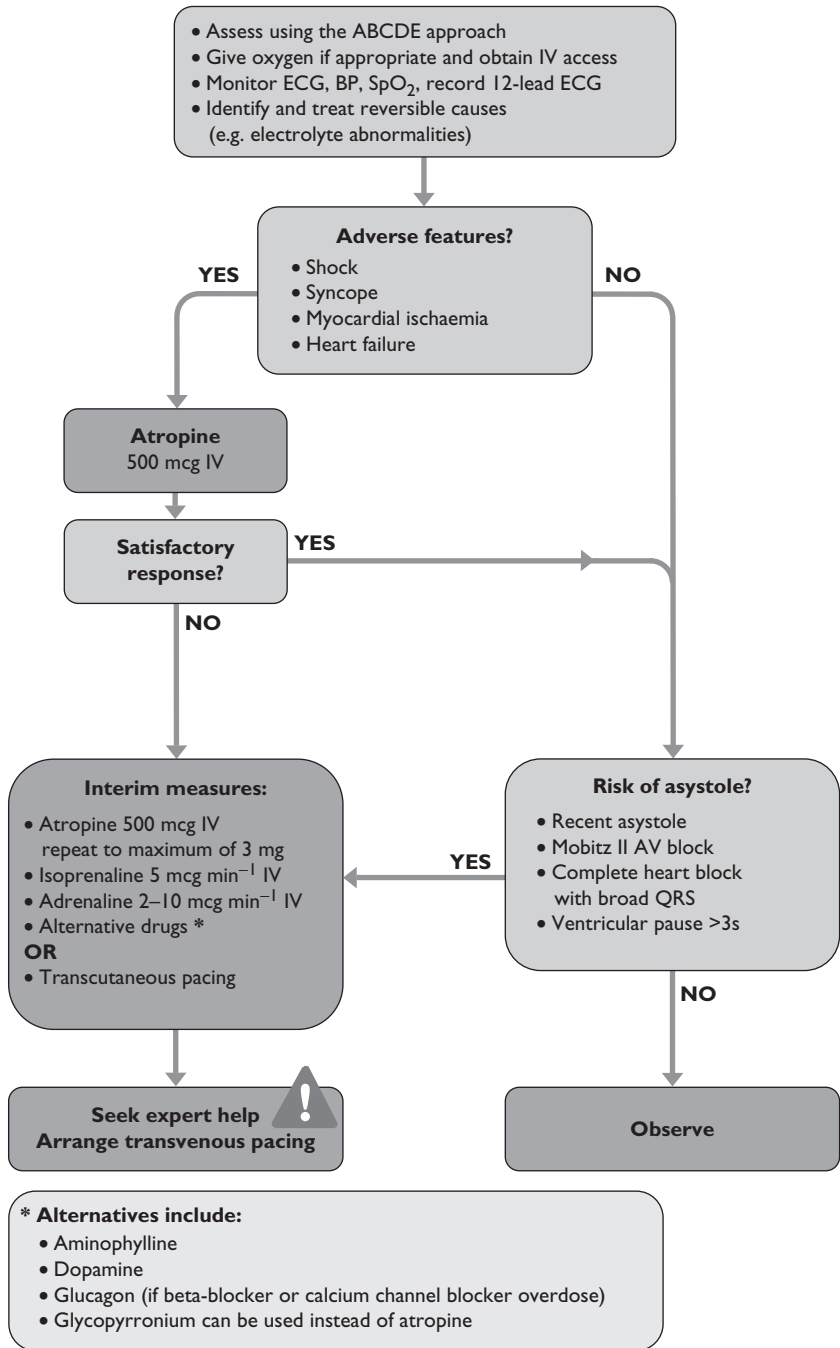 • Assess using the ABCDE approach
• Give oxygen if appropriate and obtain IV access
• Monitor ECG, BP, SpO₂, record 12-lead ECG
• Identify and treat reversible causes
(e.g. electrolyte abnormalities)
Adverse features?
• Shock
• Syncope
• Myocardial ischaemia
• Heart failure
YES
NO
Atropine
500 mcg IV
Satisfactory
response?
YES
NO
Interim measures:
• Atropine 500 mcg IV
repeat to maximum of 3 mg
• Isoprenaline 5 mcg min⁻¹ IV
• Adrenaline 2–10 mcg min⁻¹ IV
• Alternative drugs *
OR
• Transcutaneous pacing
YES
Risk of asystole?
• Recent asystole
• Mobitz II AV block
• Complete heart block
with broad QRS
• Ventricular pause >3s
NO
!
Seek expert help
Arrange transvenous pacing
Observe
* Alternatives include:
• Aminophylline
• Dopamine
• Glucagon (if beta-blocker or calcium channel blocker overdose)
• Glycopyrronium can be used instead of atropine